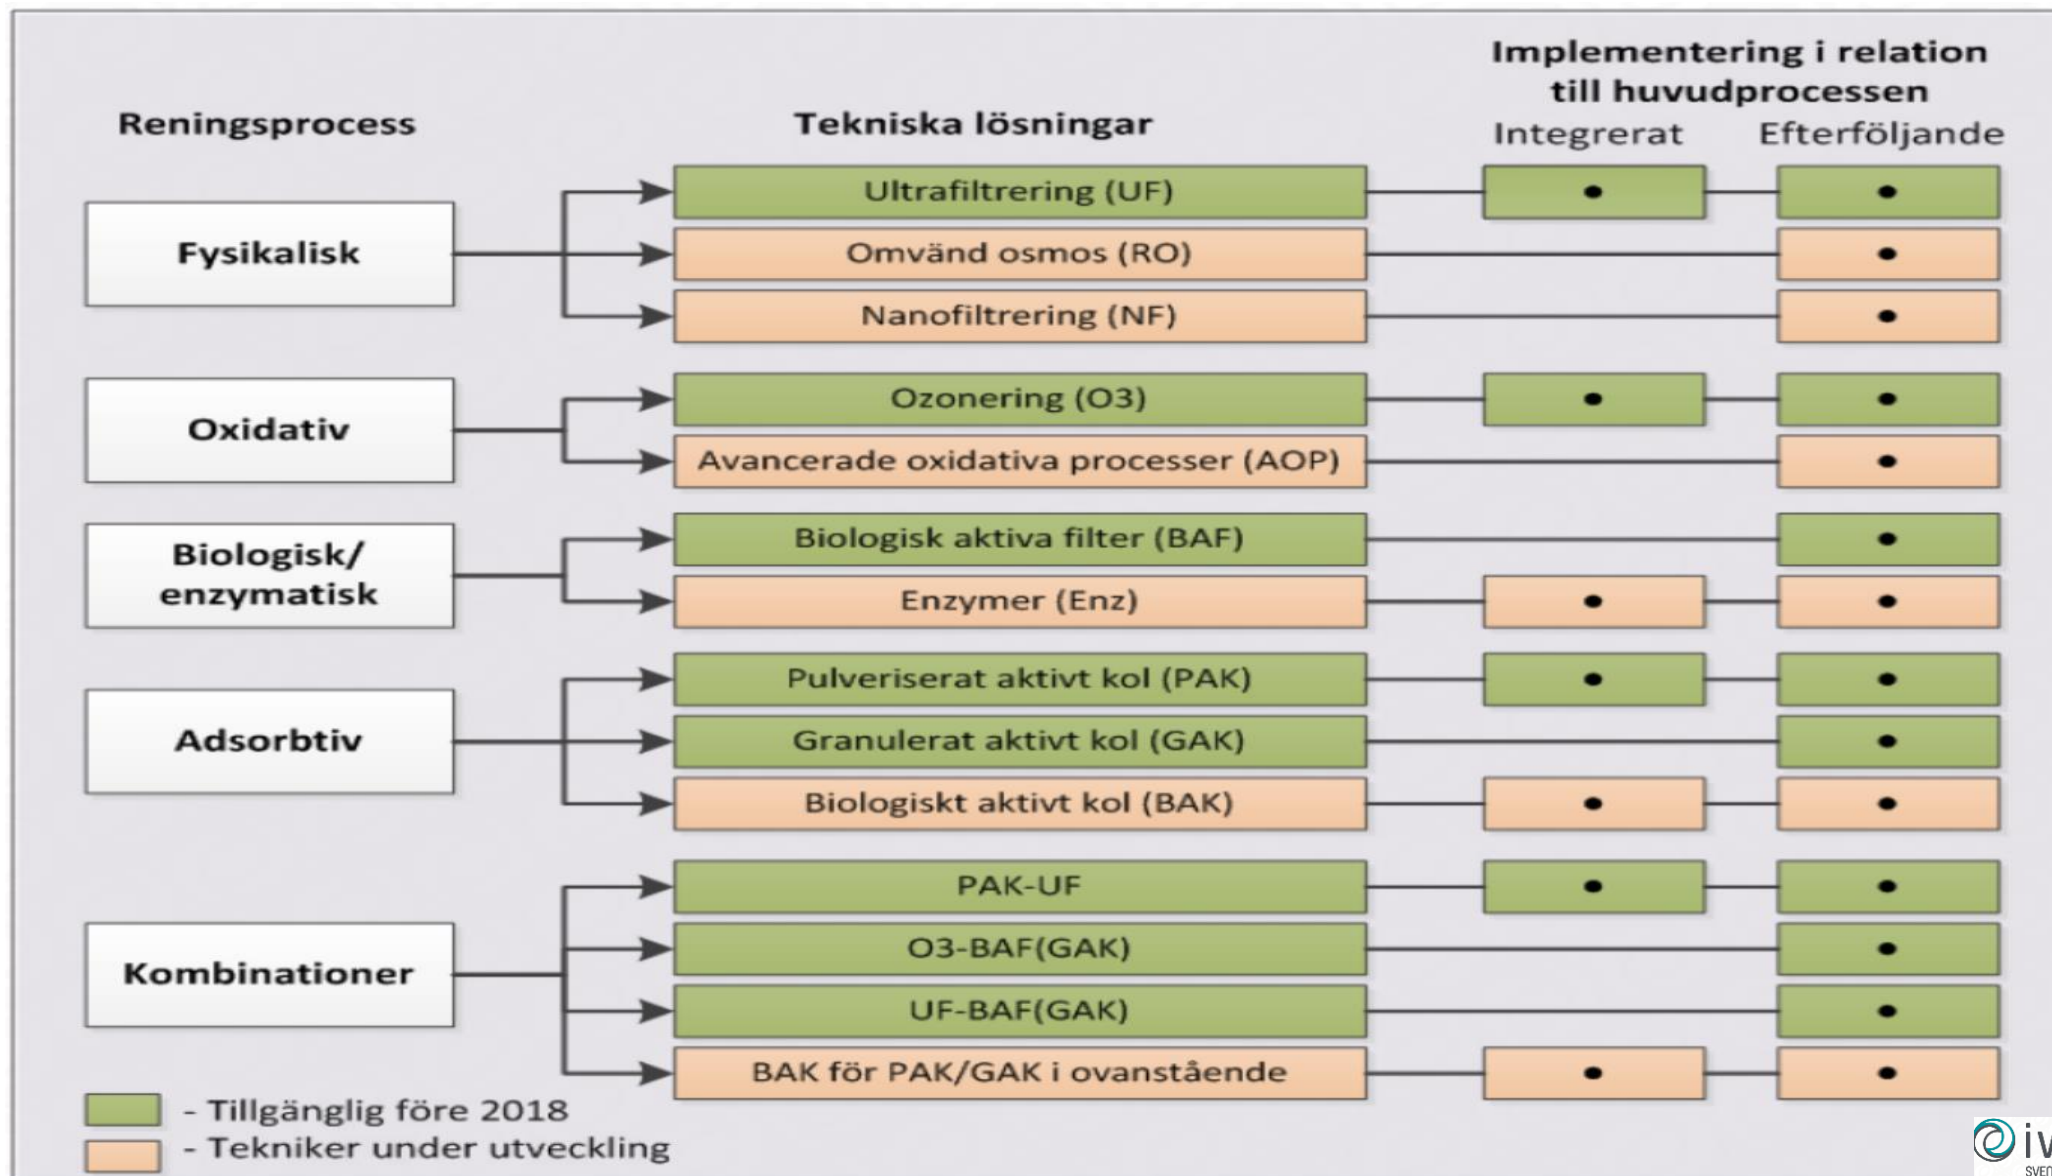 Implementering i relation
till huvudprocessen
Reningsprocess
Tekniska lösningar
Integrerat
Efterföljande
Fysikalisk
Ultrafiltrering (UF)
Omvänd osmos (RO)
Nanofiltrering (NF)
Oxidativ
Ozonering (O3)
Avancerade oxidativa processer (AOP)
Biologisk/
enzymatisk
Biologisk aktiva filter (BAF)
Enzymer (Enz)
Adsorbtiv
Pulveriserat aktivt kol (PAK)
Granulerat aktivt kol (GAK)
Biologiskt aktivt kol (BAK)
Kombinationer
PAK-UF
O3-BAF(GAK)
UF-BAF(GAK)
BAK för PAK/GAK i ovanstående
- Tillgänglig före 2018
- Tekniker under utveckling